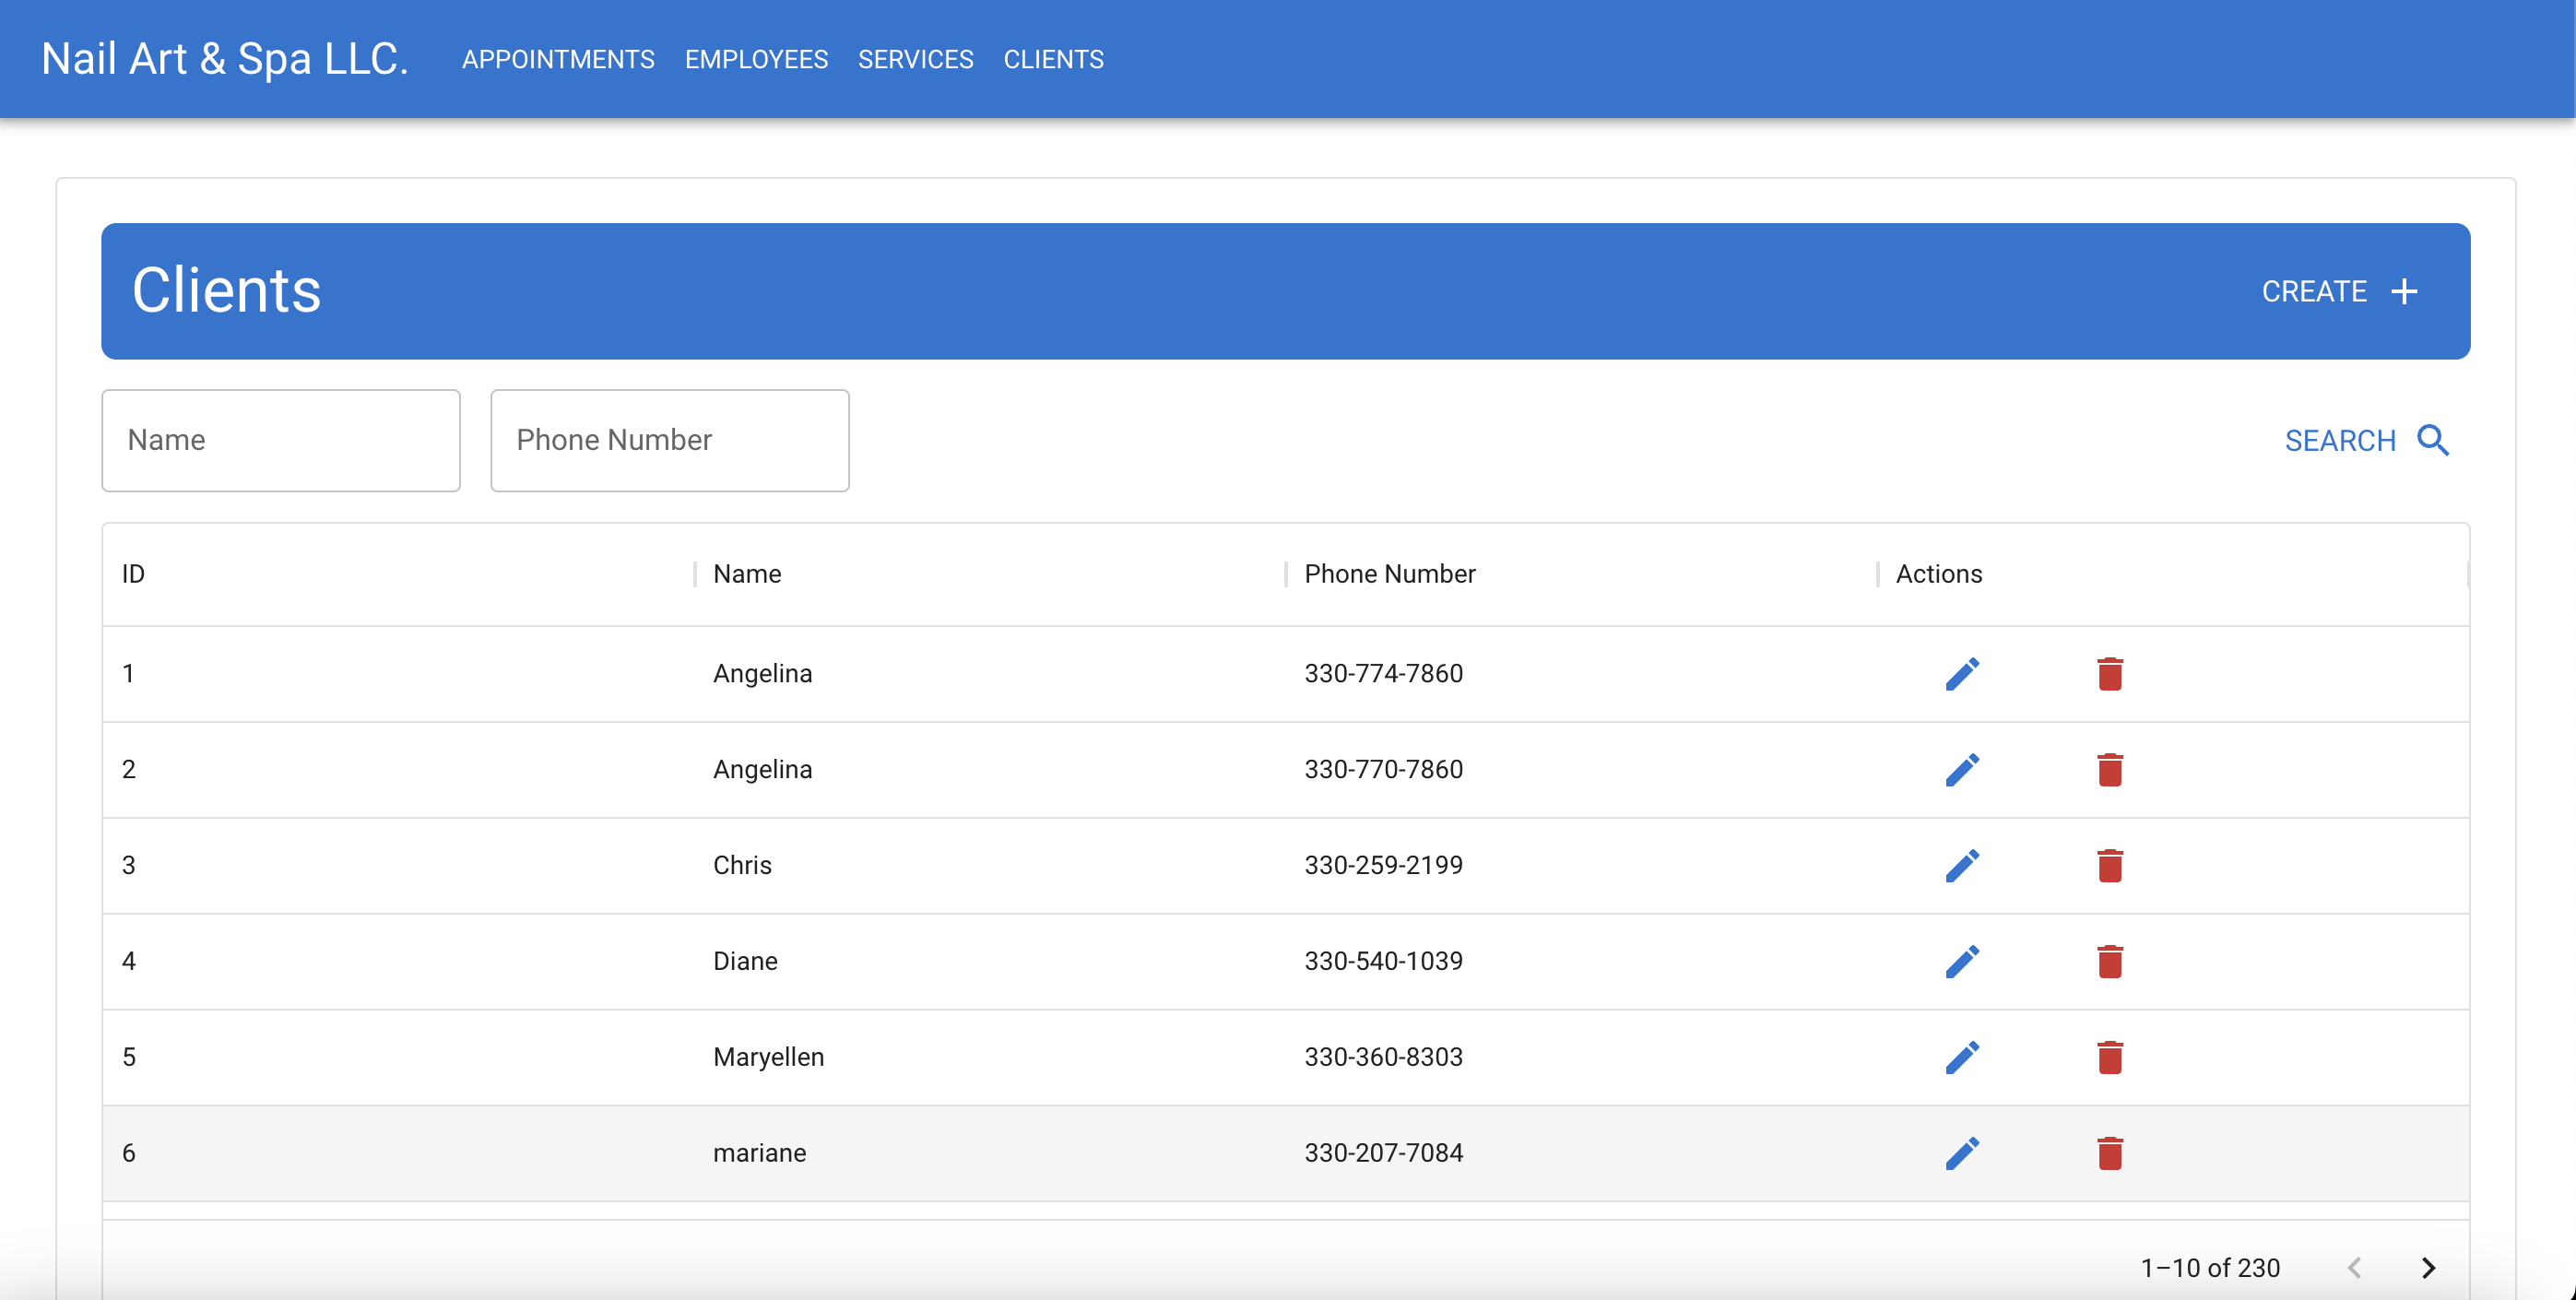 Nail Art & Spa LLC. APPOINTMENTS EMPLOYEES SERVICES CLIENTS
Clients CREATE
Name Phone Number SEARCH
ID Name Phone Number Actions
1 Angelina 330-774-7860
2 Angelina 330-770-7860
3 Chris 330-259-2199
4 Diane 330-540-1039
5 Maryellen 330-360-8303
6 mariane 330-207-7084
1–10 of 230